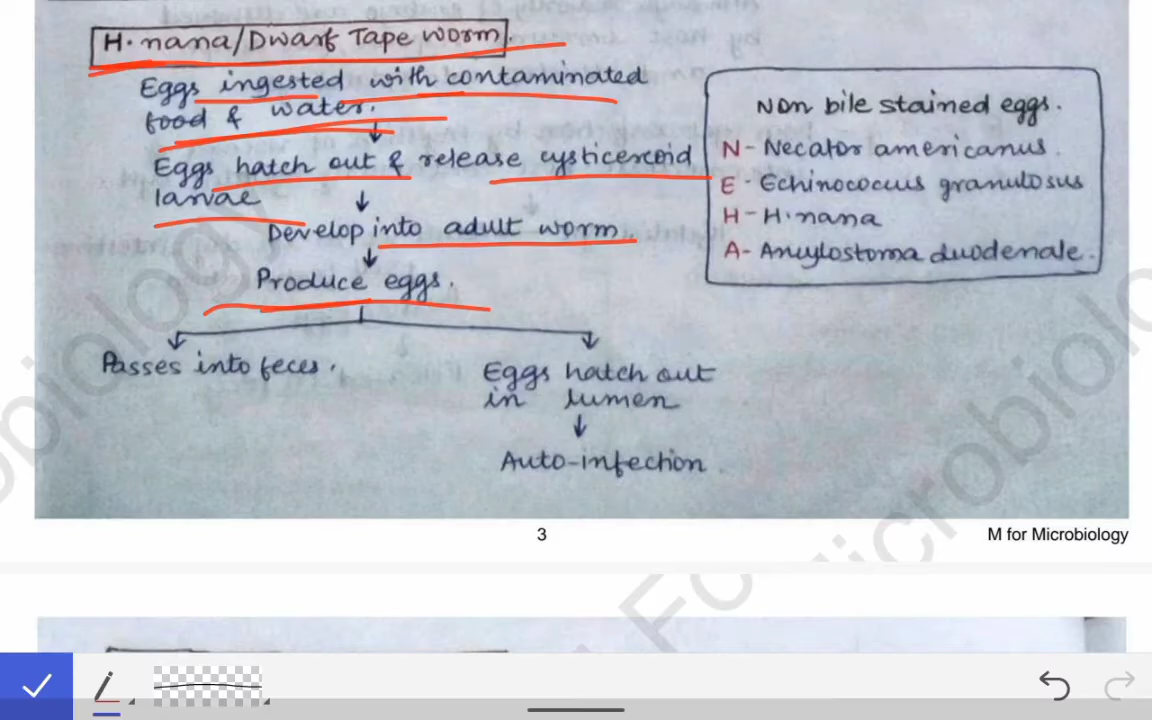 H.nana/Dwarf Tape worm
Eggs ingested with contaminated
food & water.
Eggs hatch out & release cysticercoid
larvae
Develop into adult worm.
Produce eggs.
Passes into feces.
Eggs hatch out
in lumen
Auto-infection
Non bile stained eggs.
N- Necator americanus.
E- Echinococus granulosus
H- H.nana
A- Ancylostoma duodenale.
3
M for Microbiology